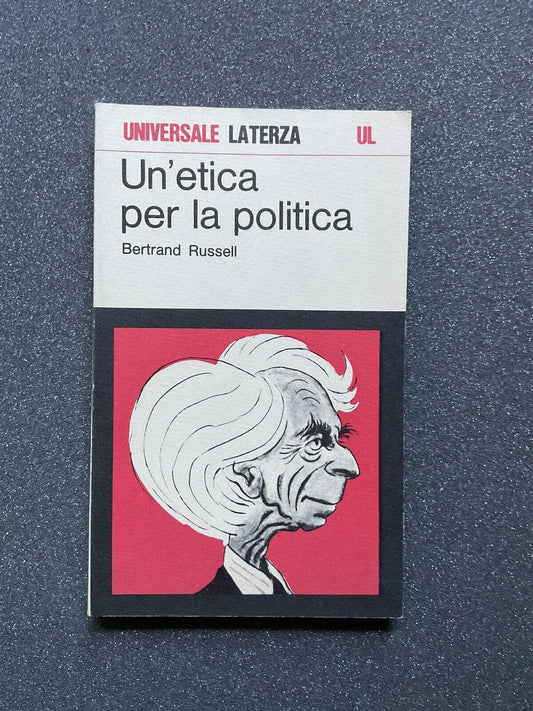 UNIVERSALE LATERZA UL
Un'etica
per la politica
Bertrand Russell